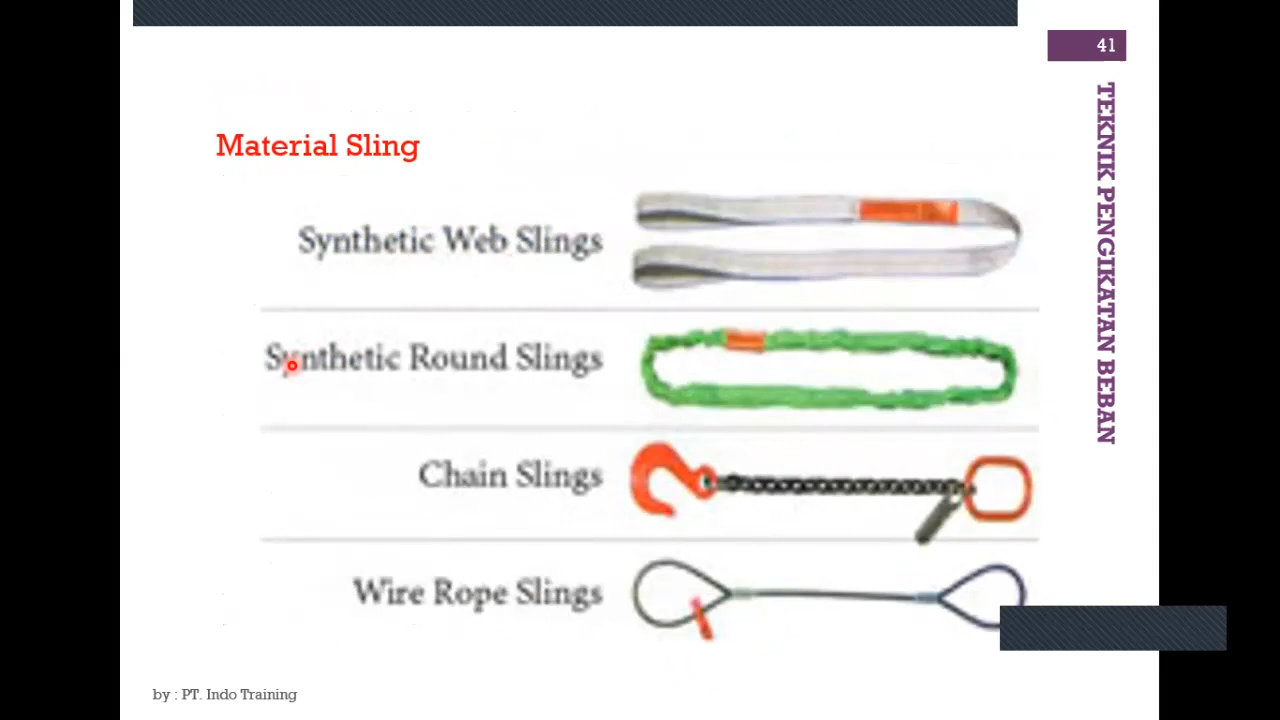 41
TEKNIK PENGIKATAN BEBAN
Material Sling
Synthetic Web Slings
Synthetic Round Slings
Chain Slings
Wire Rope Slings
by : PT. Indo Training